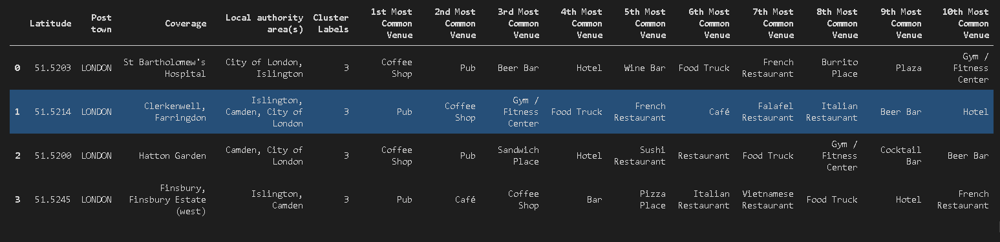 Latitude Post town Coverage Local authority area(s) Cluster Labels 1st Most Common Venue 2nd Most Common Venue 3rd Most Common Venue 4th Most Common Venue 5th Most Common Venue 6th Most Common Venue 7th Most Common Venue 8th Most Common Venue 9th Most Common Venue 10th Most Common Venue
0 51.5203 LONDON St Bartholomew's Hospital City of London, Islington 3 Coffee Shop Pub Beer Bar Hotel Wine Bar Food Truck French Restaurant Burrito Place Plaza Gym / Fitness Center
1 51.5214 LONDON Clerkenwell, Farringdon Islington, Camden, City of London 3 Pub Coffee Shop Gym / Fitness Center Food Truck French Restaurant Café Falafel Restaurant Italian Restaurant Beer Bar Hotel
2 51.5200 LONDON Hatton Garden Camden, City of London 3 Coffee Shop Pub Sandwich Place Hotel Sushi Restaurant Restaurant Food Truck Gym / Fitness Center Cocktail Bar Beer Bar
3 51.5245 LONDON Finsbury, Finsbury Estate (west) Islington, Camden 3 Pub Café Coffee Shop Bar Pizza Place Italian Restaurant Vietnamese Restaurant Food Truck Hotel French Restaurant